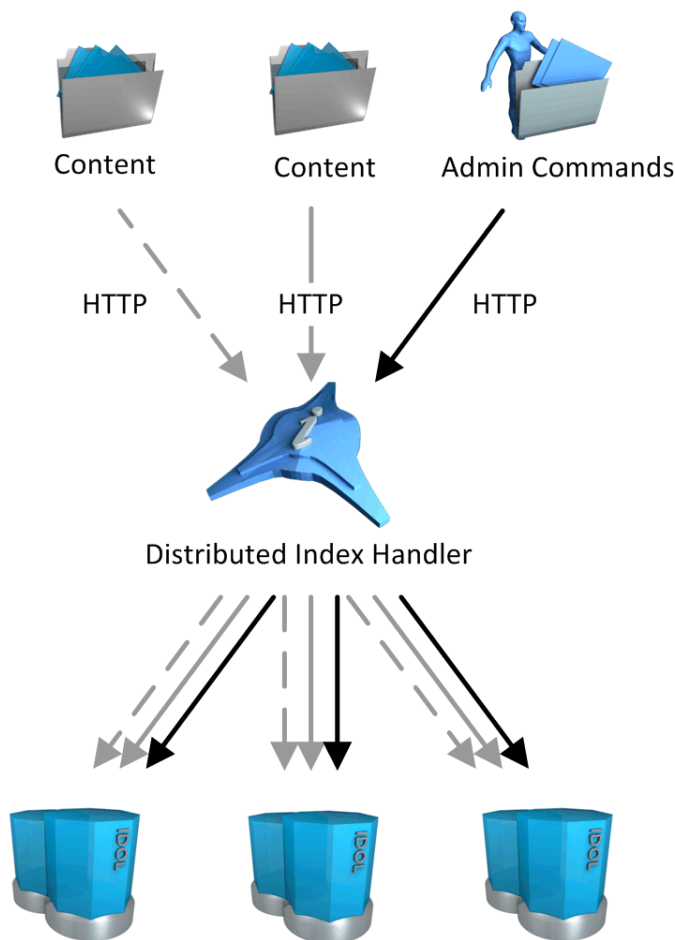 Content
Content
Admin Commands
HTTP
HTTP
HTTP
Distributed Index Handler
IDOL
IDOL
IDOL